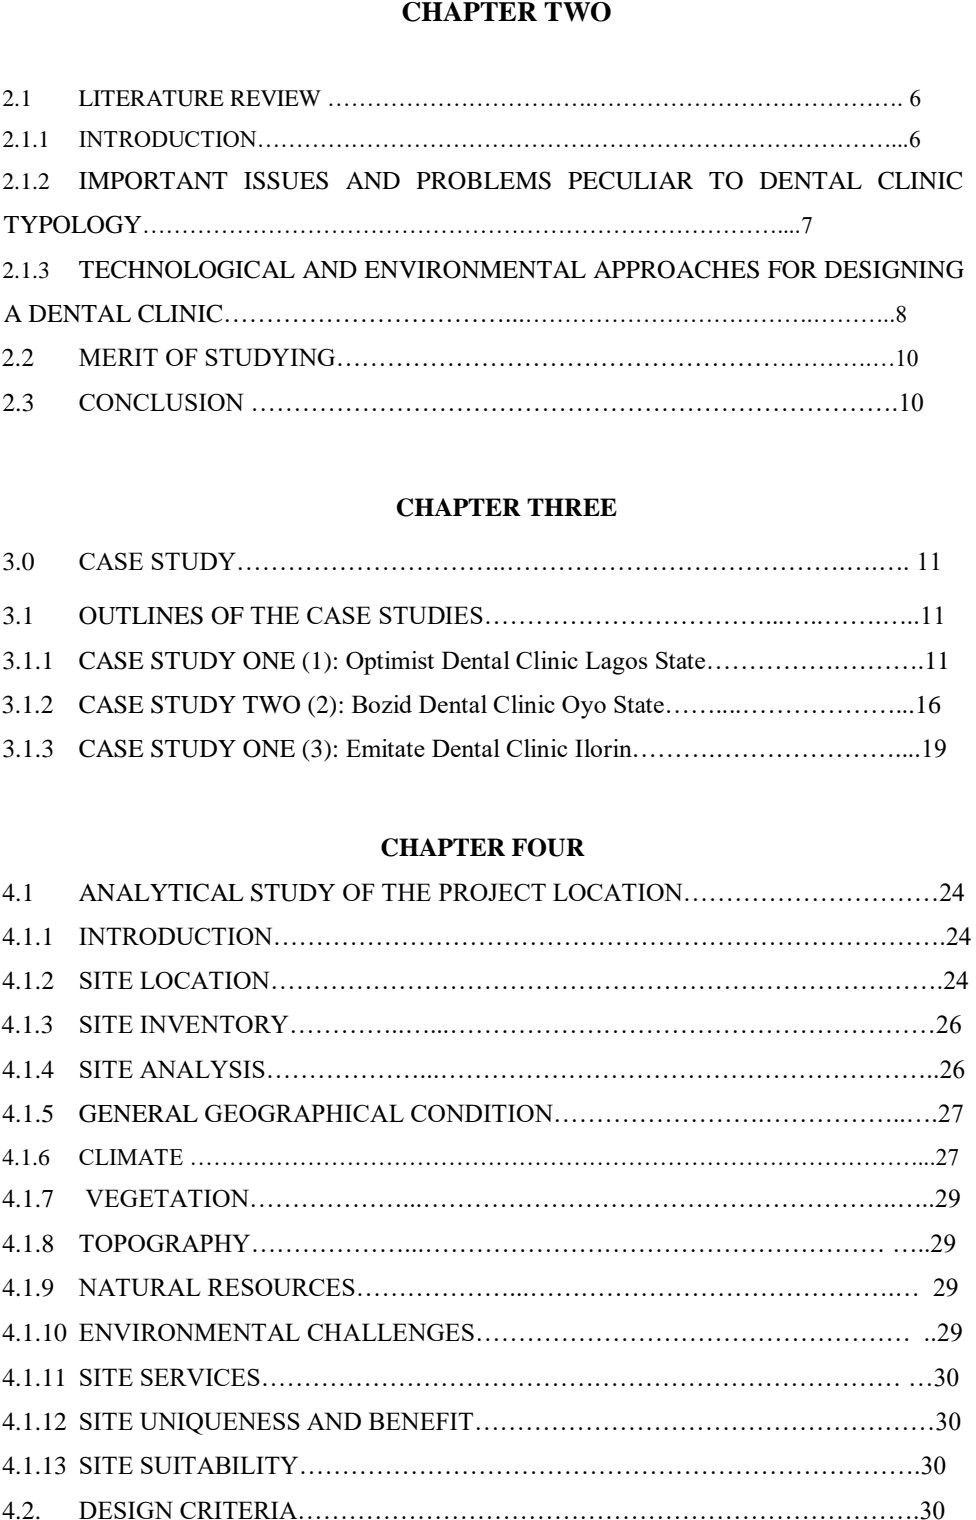 CHAPTER TWO
2.1 LITERATURE REVIEW …………………………….…………………….……………. 6
2.1.1 INTRODUCTION…………………………………………………………………...6
2.1.2 IMPORTANT ISSUES AND PROBLEMS PECULIAR TO DENTAL CLINIC
TYPOLOGY…………………………………………………………………....7
2.1.3 TECHNOLOGICAL AND ENVIRONMENTAL APPROACHES FOR DESIGNING
A DENTAL CLINIC……………………………...…………………………….………..8
2.2 MERIT OF STUDYING……………………………………………………….…10
2.3 CONCLUSION ………………………………………………………………….10
CHAPTER THREE
3.0 CASE STUDY…………………………..………………………………….….…. 11
3.1 OUTLINES OF THE CASE STUDIES……………………………...…..…….…..11
3.1.1 CASE STUDY ONE (1): Optimist Dental Clinic Lagos State…………………….11
3.1.2 CASE STUDY TWO (2): Bozid Dental Clinic Oyo State…….....………………...16
3.1.3 CASE STUDY ONE (3): Emitate Dental Clinic Ilorin…………………………....19
CHAPTER FOUR
4.1 ANALYTICAL STUDY OF THE PROJECT LOCATION…………………………24
4.1.1 INTRODUCTION…………………………………………………………………….24
4.1.2 SITE LOCATION…………………………………………………………………….24
4.1.3 SITE INVENTORY………….…...…………………………………………………26
4.1.4 SITE ANALYSIS………………..…………………………………………………..26
4.1.5 GENERAL GEOGRAPHICAL CONDITION…………………………………..….27
4.1.6 CLIMATE …………………………………………………………………………...27
4.1.7 VEGETATION………………...……………………………………………….…...29
4.1.8 TOPOGRAPHY………………...……………………………………………… …..29
4.1.9 NATURAL RESOURCES………………...…………………………………….… 29
4.1.10 ENVIRONMENTAL CHALLENGES…………………………………………… ..29
4.1.11 SITE SERVICES………………………………………………………………… …30
4.1.12 SITE UNIQUENESS AND BENEFIT………………………………………………30
4.1.13 SITE SUITABILITY……………………………………………………………….30
4.2. DESIGN CRITERIA……………………………………………………………….30